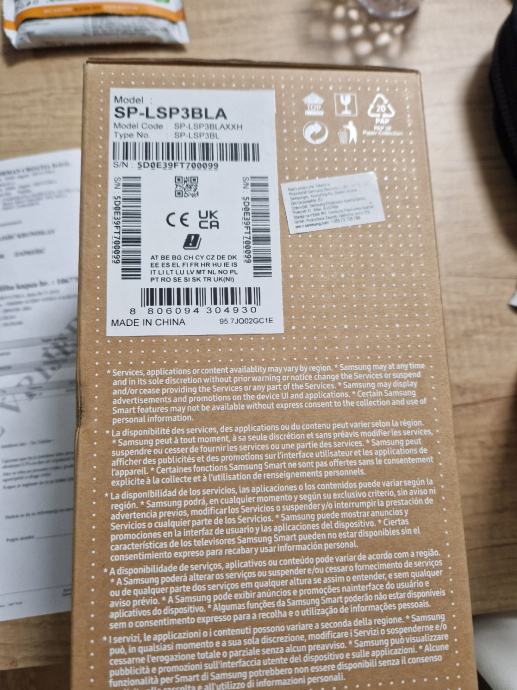 Model :
SP-LSP3BLA
Model Code SP-LSP3BLAXXH
Type No. SP-LSP3BL
S/N : 5D0E39FT700099
S/N : 5D0E39FT700099
S/N : 5D0E39FT700099
CE UK
CA
AT BE BG CH CY CZ DE DK
EE ES EL FI FR HR HU IE IS
IT LI LT LU LV MT NL NO PL
PT RO SE SI SK TR UK(NI)
8 806094 304930
MADE IN CHINA 95.7JQ02GC1E
TOP
20
PAP
Paper Collection
* Services, applications or content availability may vary by region. * Samsung may at any time
and in its sole discretion without prior warning or notice change the Services or suspend
and/or cease providing the Services or any part of the Services. * Samsung may display
advertisements and promotions on the device UI and applications. * Certain Samsung
Smart features may not be available without express consent to the collection and use of
personal information.
* La disponibilité des services, des applications ou du contenu peut varier selon la région.
* Samsung peut à tout moment, à sa seule discrétion et sans préavis modifier les services,
suspendre ou cesser de fournir les services ou une partie des services. * Samsung peut
afficher des publicités et des promotions sur l'interface utilisateur et les applications de
l'appareil. * Certaines fonctions Samsung Smart ne sont pas offertes sans le consentement
explicite à la collecte et à l'utilisation de renseignements personnels.
* La disponibilidad de los servicios, las aplicaciones o los contenidos puede variar según la
región. * Samsung podrá, en cualquier momento y según su exclusivo criterio, sin aviso ni
advertencia previa, modificar los Servicios o suspender y/o interrumpir la prestación de
Servicios o cualquier parte de los Servicios. * Samsung puede mostrar anuncios y
promociones en la interfaz de usuario y las aplicaciones del dispositivo. * Ciertas
características de los televisores Samsung Smart pueden no estar disponibles sin el
consentimiento expreso para recabar y usar información personal.
* A disponibilidade de serviços, aplicativos ou conteúdo pode variar de acordo com a região.
* A Samsung poderá alterar os serviços ou suspender e/ou cessar o fornecimento de serviços
ou de qualquer parte dos serviços em qualquer altura se assim o entender, e sem qualquer
aviso prévio. * A Samsung pode exibir anúncios e promoções na interface do usuário e
aplicativos do dispositivo. * Algumas funções da Samsung Smart poderão não estar disponíveis
sem o consentimento expresso para a recolha e o utilização de informações pessoais.
* I servizi, le applicazioni o i contenuti possono variare a seconda della regione. * Samsung
può, in qualsiasi momento e a sua sola discrezione, modificare i Servizi o sospenderne e/o
cessarne l'erogazione totale o parziale senza alcun preavviso. * Samsung può visualizzare
pubblicità e promozioni sull'interfaccia utente del dispositivo e sulle applicazioni. * Alcune
funzionalità per Smart di Samsung potrebbero non essere disponibili senza il consenso
esplicito alla raccolta e all'utilizzo di informazioni personali.